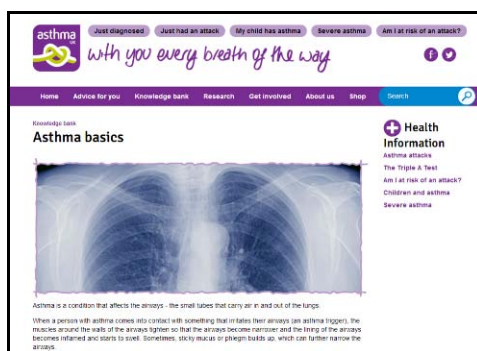 asthma
UK
Just diagnosed Just had an attack My child has asthma Severe asthma Am I at risk of an attack?
with you every breath of the way
Home Advice for you Knowledge bank Research Get involved About us Shop Search
Knowledge bank
Asthma basics
Asthma is a condition that affects the airways - the small tubes that carry air in and out of the lungs.
When a person with asthma comes into contact with something that irritates their airways (an asthma trigger), the
muscles around the walls of the airways tighten so that the airways become narrower and the lining of the airways
becomes inflamed and starts to swell. Sometimes, sticky mucus or phlegm builds up, which can further narrow the
airways.
Health
Information
Asthma attacks
The Triple A Test
Am I at risk of an attack?
Children and asthma
Severe asthma